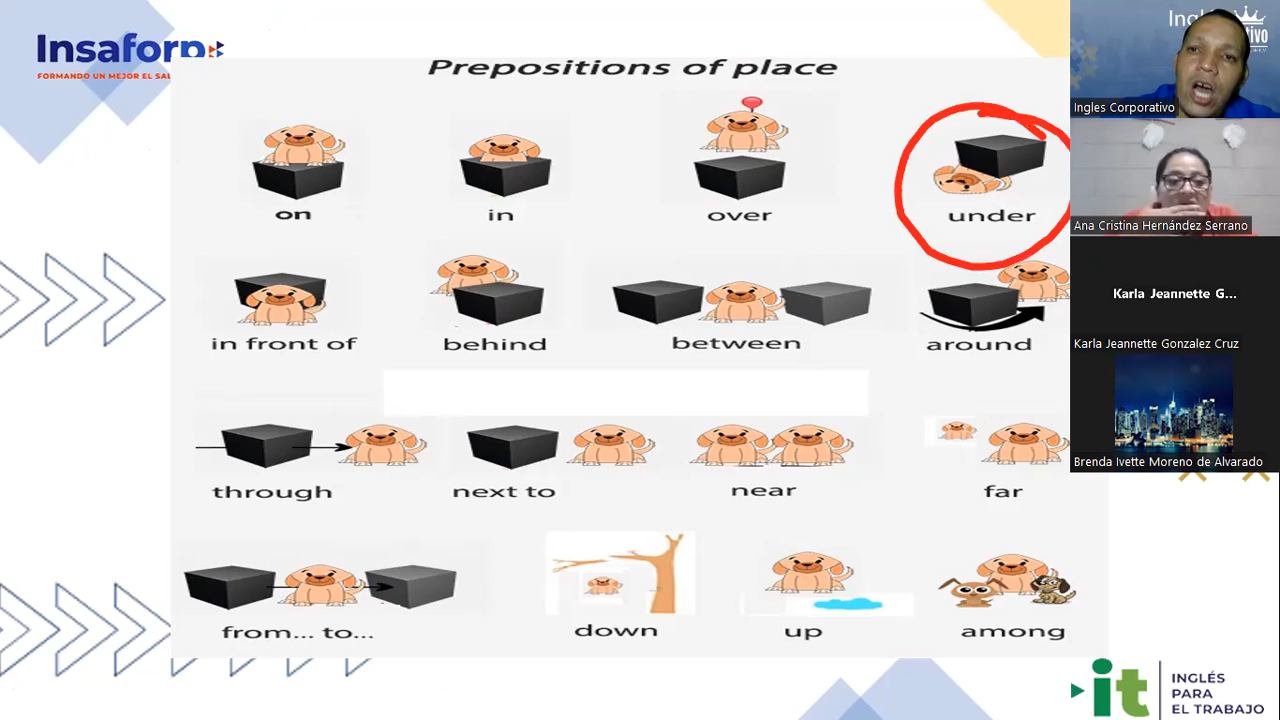 Insaforp
FORMANDO UN MEJOR EL SAL
Prepositions of place
on in over under
in front of behind between around
through next to near far
from... to... down up among
Ingles Corporativo
Ana Cristina Hernández Serrano
Karla Jeannette G...
Karla Jeannette Gonzalez Cruz
Brenda Ivette Moreno de Alvarado
it
INGLÉS
PARA
EL TRABAJO